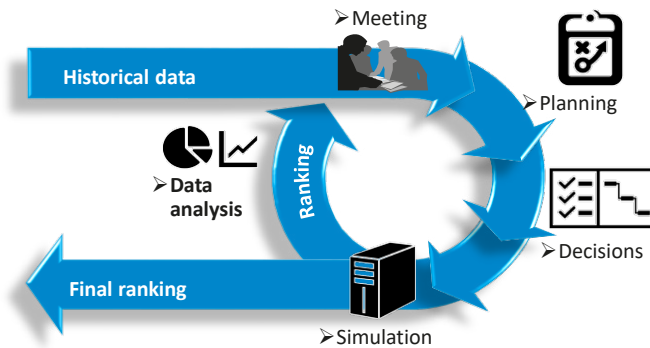 ➢Meeting
Historical data
➢Planning
➢Data
analysis
Ranking
➢Decisions
Final ranking
➢Simulation